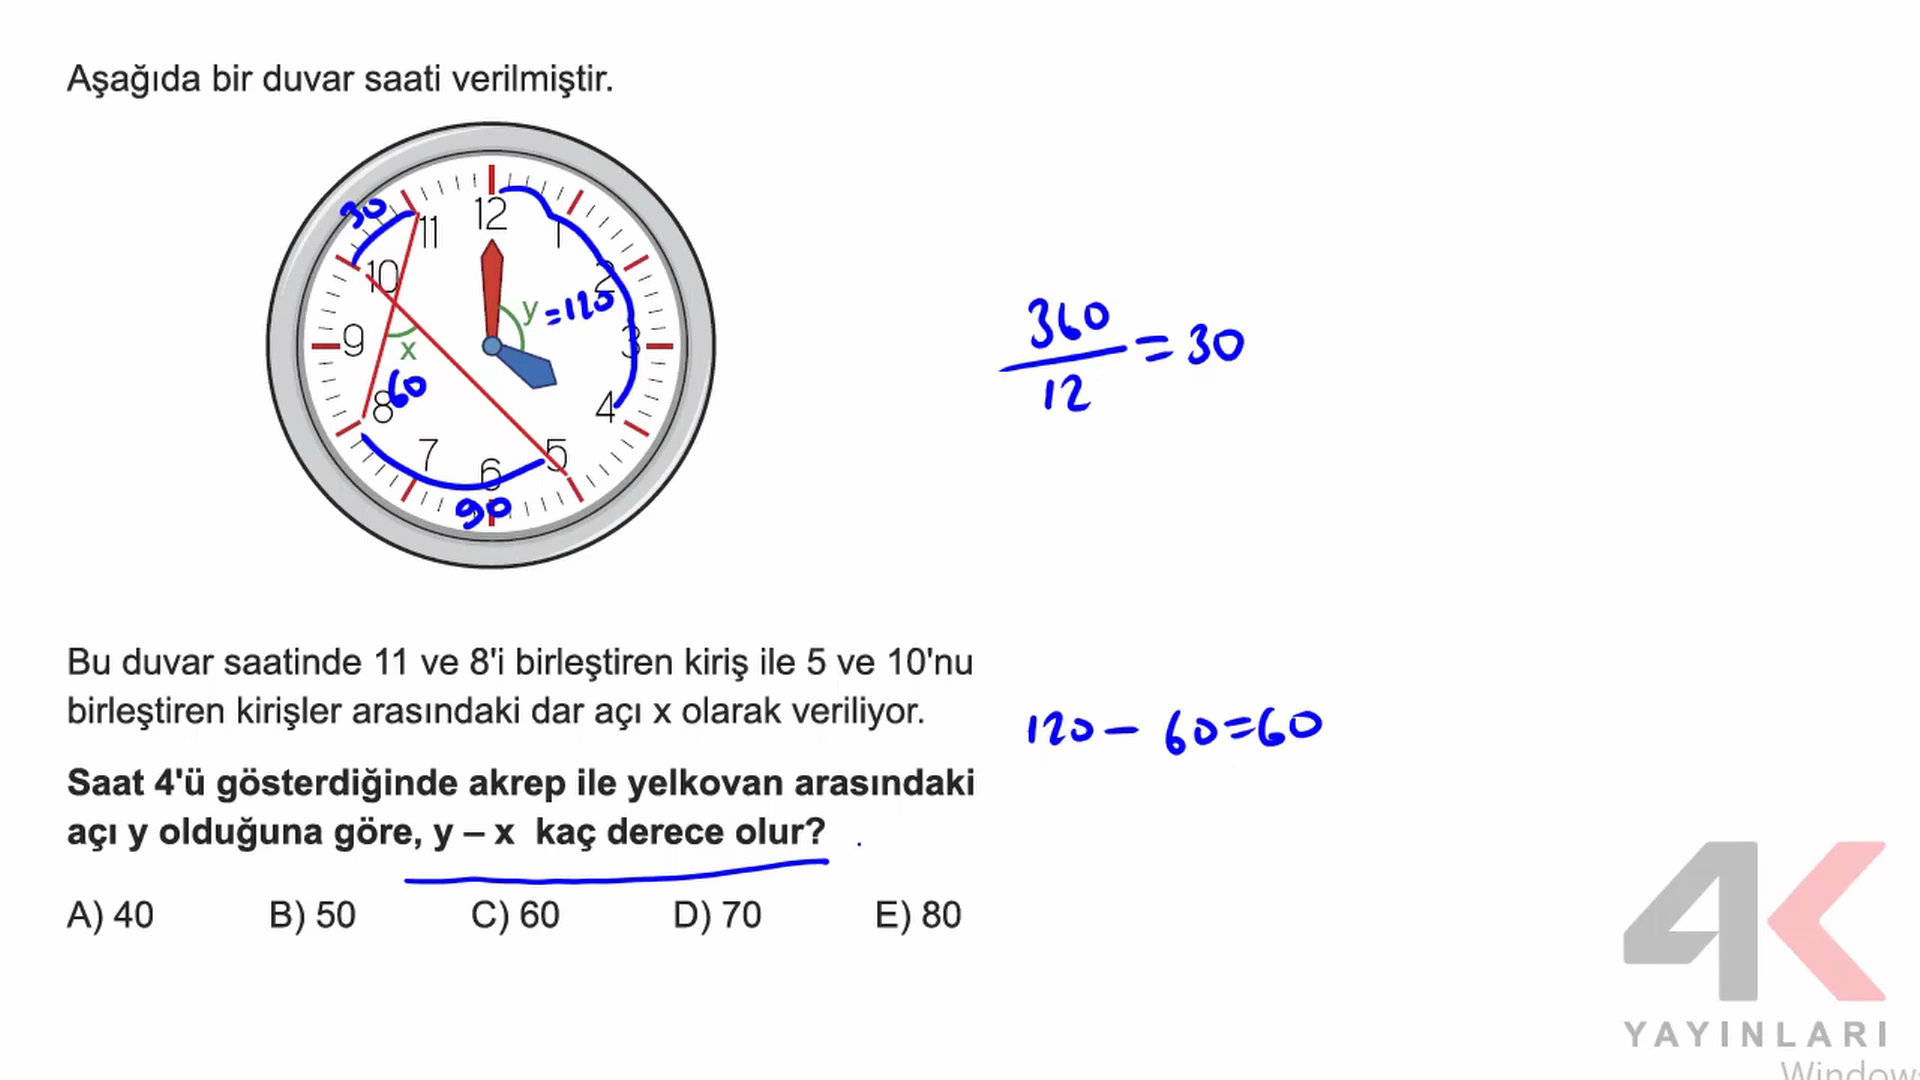 Aşağıda bir duvar saati verilmiştir.
12
1
2
3
4
5
6
7
8
9
10
11
30
y = 120
x
60
90
360
12
= 30
Bu duvar saatinde 11 ve 8'i birleştiren kiriş ile 5 ve 10'nu
birleştiren kirişler arasındaki dar açı x olarak veriliyor.
120 - 60 = 60
Saat 4'ü gösterdiğinde akrep ile yelkovan arasındaki
açı y olduğuna göre, y – x kaç derece olur?
A) 40 B) 50 C) 60 D) 70 E) 80
4K
YAYINLARI
Windows